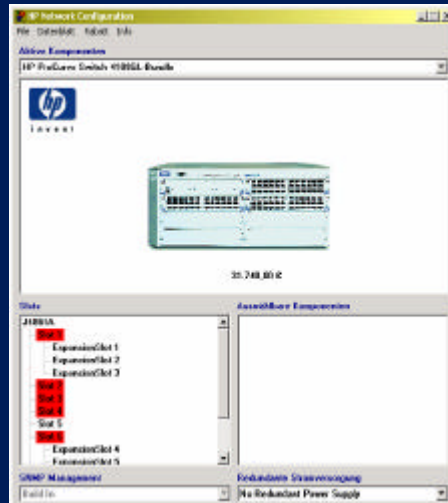 HP Network Configuration
File Datenblatt Rabatt Info
Aktive Komponenten
HP ProCurve Switch
hp
invent
Slots
Auswählbare Komponenten
Slot 1
ExpansionSlot 1
ExpansionSlot 2
ExpansionSlot 3
Slot 2
Slot 3
Slot 4
Slot 5
Slot 6
ExpansionSlot 4
ExpansionSlot 5
SNMP Management
Redundante Stromversorgung
Build In
No Redundant Power Supply